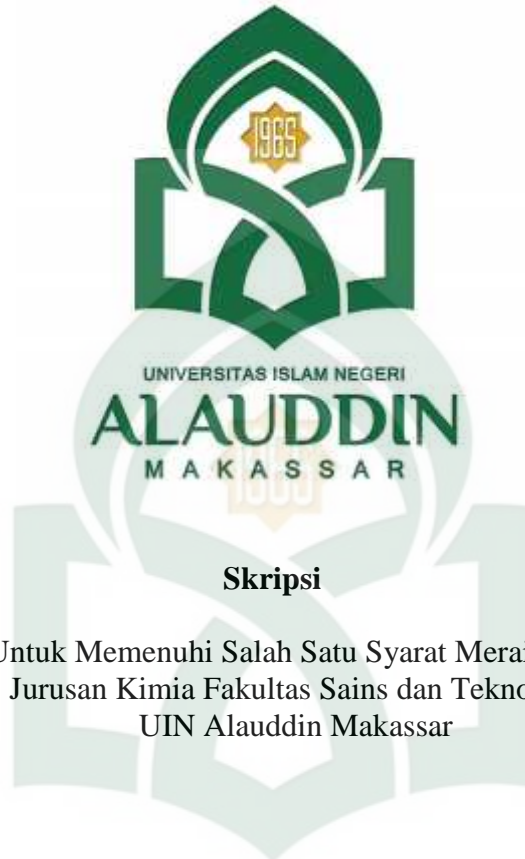 1965
UNIVERSITAS ISLAM NEGERI
ALAUDDIN
MAKASSAR
1965
Skripsi
Untuk Memenuhi Salah Satu Syarat
Jurusan Kimia Fakultas Sains dan
UIN Alauddin Makassar